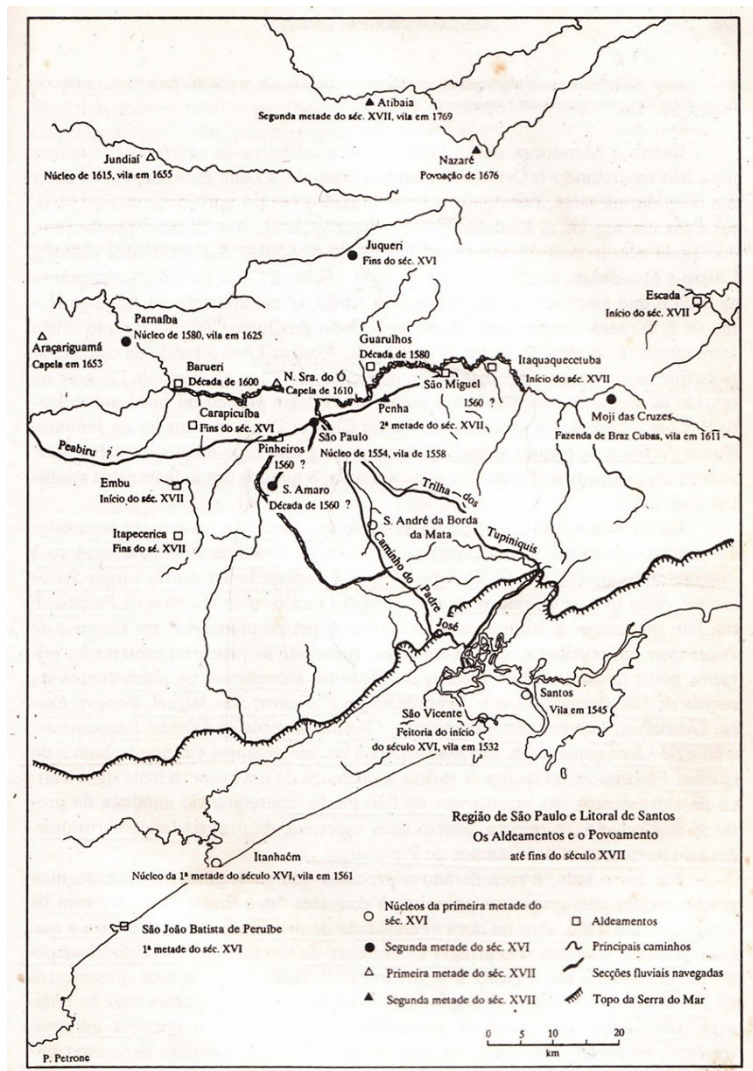 Atibaia
Segunda metade do séc. XVII, vila em 1769
Jundiaí
Núcleo de 1615, vila em 1655
Nazaré
Povoação de 1676
Juqueri
Fins do séc. XVI
Escada
Início do séc. XVII
Parnaíba
Núcleo de 1580, vila em 1625
Araçariguamá
Capela em 1653
Guarulhos
Década de 1580
Itaquaquecetuba
Início do séc. XVII
Barueri
Década de 1600
N. Sra. do Ó
Capela de 1610
São Miguel
1560 ?
Carapicuíba
Fins do séc. XVI
Penha
2ª metade do séc. XVII
Moji das Cruzes
Fazenda de Braz Cubas, vila em 1611
Peabiru ?
São Paulo
Núcleo de 1554, vila de 1558
Pinheiros
1560 ?
Embu
Início do séc. XVII
S. Amaro
Década de 1560 ?
Trilha dos Tupiniquis
Itapecerica
Fins do sé. XVII
S. André da Borda
da Mata
Caminho do Padre José
Santos
Vila em 1545
São Vicente
Feitoria do início
do século XVI, vila em 1532
Região de São Paulo e Litoral de Santos
Os Aldeamentos e o Povoamento
até fins do século XVII
Itanhaém
Núcleo da 1ª metade do século XVI, vila em 1561
São João Batista de Peruíbe
1ª metade do séc. XVI
Núcleos da primeira metade do
séc. XVI
Segunda metade do séc. XVI
Primeira metade do séc. XVII
Segunda metade do séc. XVII
Aldeamentos
Principais caminhos
Secções fluviais navegadas
Topo da Serra do Mar
0 5 10 20
km
P. Petrone